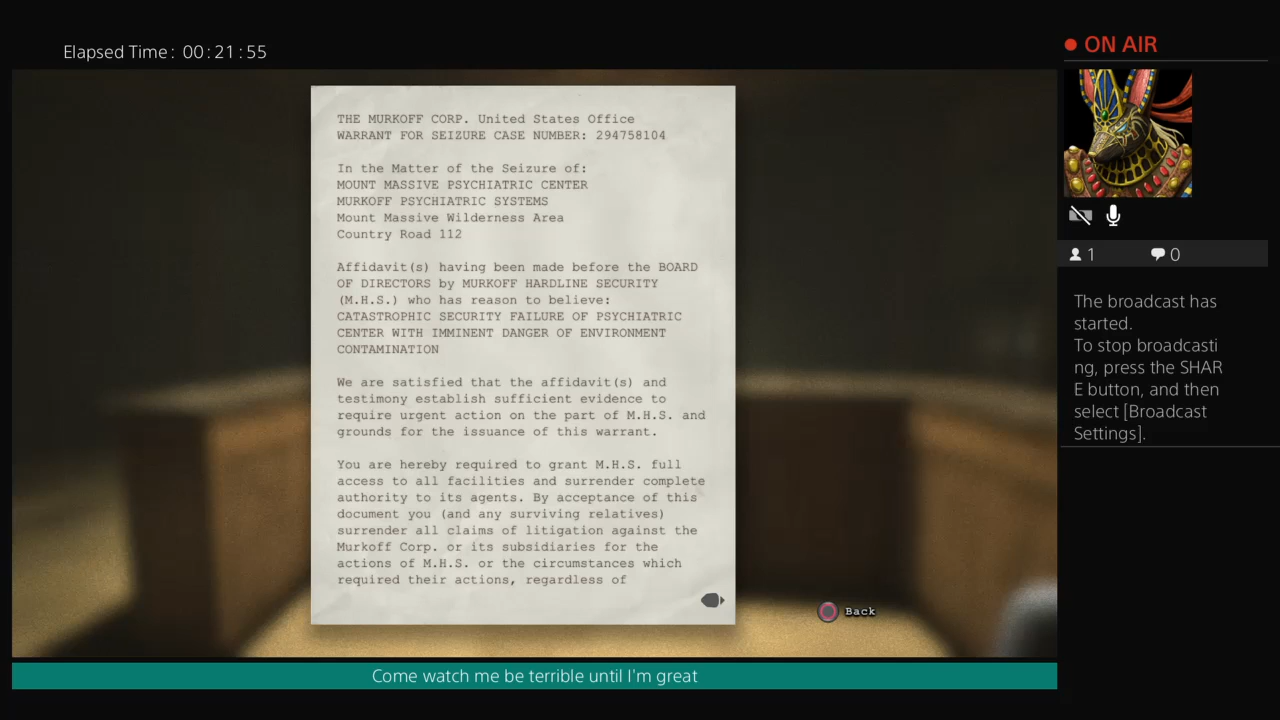 Elapsed Time: 00:21:55
ON AIR
THE MURKOFF CORP. United States Office
WARRANT FOR SEIZURE CASE NUMBER: 294758104
In the Matter of the Seizure of:
MOUNT MASSIVE PSYCHIATRIC CENTER
MURKOFF PSYCHIATRIC SYSTEMS
Mount Massive Wilderness Area
Country Road 112
Affidavit(s) having been made before the BOARD
OF DIRECTORS by MURKOFF HARDLINE SECURITY
(M.H.S.) who has reason to believe:
CATASTROPHIC SECURITY FAILURE OF PSYCHIATRIC
CENTER WITH IMMINENT DANGER OF ENVIRONMENT
CONTAMINATION
We are satisfied that the affidavit(s) and
testimony establish sufficient evidence to
require urgent action on the part of M.H.S. and
grounds for the issuance of this warrant.
You are hereby required to grant M.H.S. full
access to all facilities and surrender complete
authority to its agents. By acceptance of this
document you (and any surviving relatives)
surrender all claims of litigation against the
Murkoff Corp. or its subsidiaries for the
actions of M.H.S. or the circumstances which
required their actions, regardless of
Back
1
0
The broadcast has
started.
To stop broadcasti
ng, press the SHAR
E button, and then
select [Broadcast
Settings].
Come watch me be terrible until I'm great